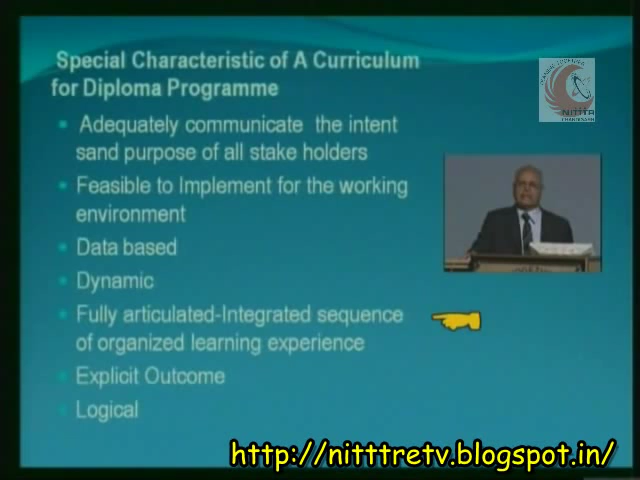 Special Characteristic of A Curriculum
for Diploma Programme
Adequately communicate the intent
sand purpose of all stake holders
Feasible to Implement for the working
environment
Data based
Dynamic
Fully articulated-Integrated sequence
of organized learning experience
Explicit Outcome
Logical
NITTTR
CHANDIGARH
http://nitttretv.blogspot.in/